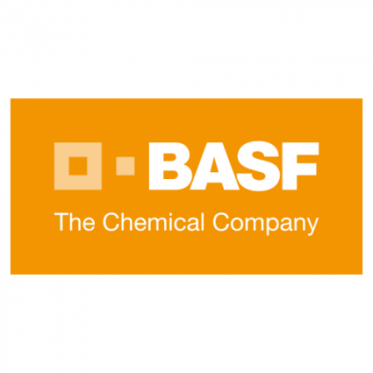 BASF
The Chemical Company